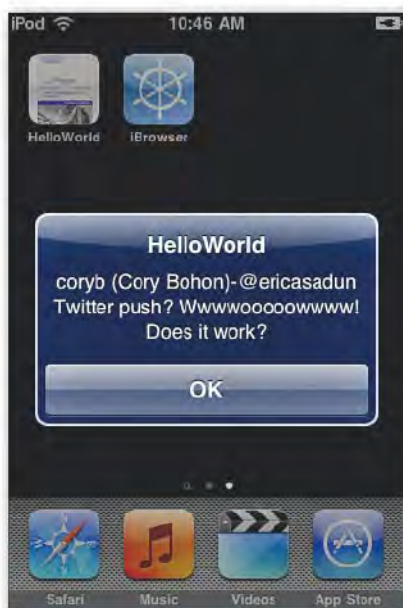 iPod 10:46 AM
HelloWorld iBrowser
HelloWorld
coryb (Cory Bohon)-@ericasadun
Twitter push? Wwwwooooowwww!
Does it work?
OK
Safari Music Videos App Store